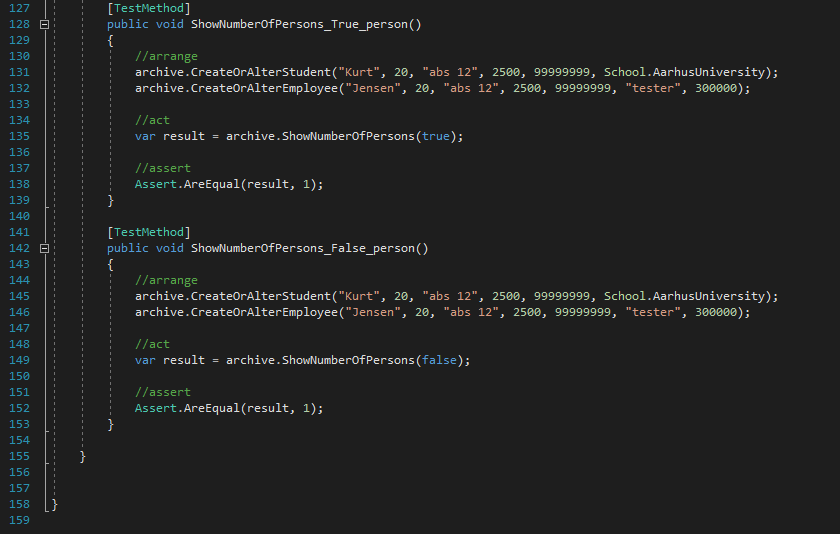 127 [TestMethod]
128 public void ShowNumberOfPersons_True_person()
129 {
130 //arrange
131 archive.CreateOrAlterStudent("Kurt", 20, "abs 12", 2500, 99999999, School.AarhusUniversity);
132 archive.CreateOrAlterEmployee("Jensen", 20, "abs 12", 2500, 99999999, "tester", 300000);
133
134 //act
135 var result = archive.ShowNumberOfPersons(true);
136
137 //assert
138 Assert.AreEqual(result, 1);
139 }
140
141 [TestMethod]
142 public void ShowNumberOfPersons_False_person()
143 {
144 //arrange
145 archive.CreateOrAlterStudent("Kurt", 20, "abs 12", 2500, 99999999, School.AarhusUniversity);
146 archive.CreateOrAlterEmployee("Jensen", 20, "abs 12", 2500, 99999999, "tester", 300000);
147
148 //act
149 var result = archive.ShowNumberOfPersons(false);
150
151 //assert
152 Assert.AreEqual(result, 1);
153 }
154
155 }
156
157
158 }
159